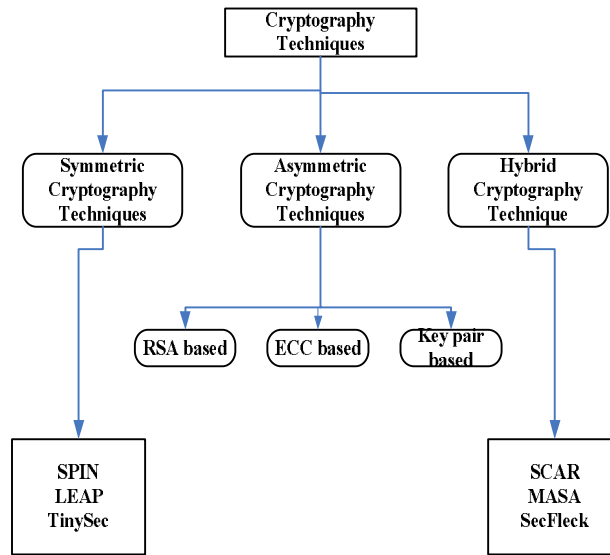 Cryptography
Techniques
Symmetric
Cryptography
Techniques
Asymmetric
Cryptography
Techniques
Hybrid
Cryptography
Technique
RSA based
ECC based
Key pair
based
SPIN
LEAP
TinySec
SCAR
MASA
SecFleck